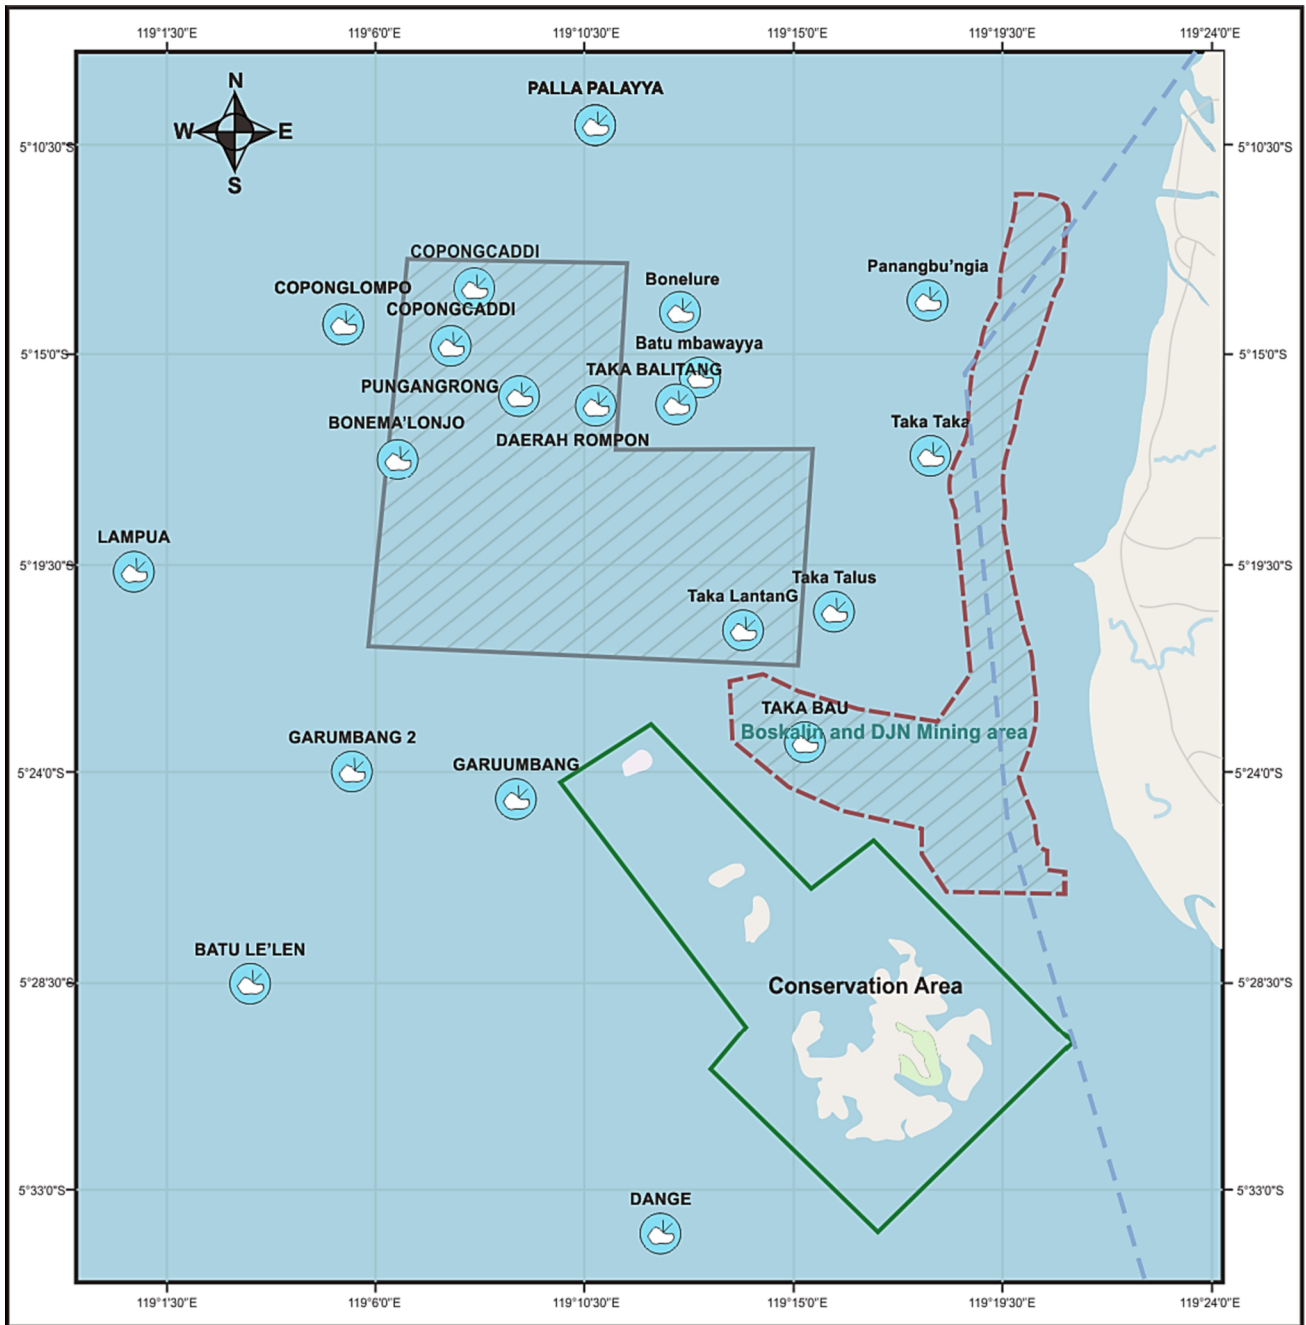 119°1'30"E
119°6'0"E
119°10'30"E
119°15'0"E
119°19'30"E
119°24'0"E
N
W
E
S
PALLA PALAYYA
5°10'30"S
5°10'30"S
COPONGCADDI
Panangbu'ngia
Bonelure
COPONGLOMPO
COPONGCADDI
Batu mbawayya
5°15'0"S
5°15'0"S
TAKA BALITANG
PUNGANGRONG
BONEMA'LONJO
Taka Taka
DAERAH ROMPON
LAMPUA
5°19'30"S
5°19'30"S
Taka Talus
Taka LantanG
TAKA BAU
Boskalin and DJN Mining area
GARUMBANG 2
GARUUMBANG
5°24'0"S
5°24'0"S
BATU LE'LEN
5°28'30"S
5°28'30"S
Conservation Area
5°33'0"S
5°33'0"S
DANGE
119°1'30"E
119°6'0"E
119°10'30"E
119°15'0"E
119°19'30"E
119°24'0"E